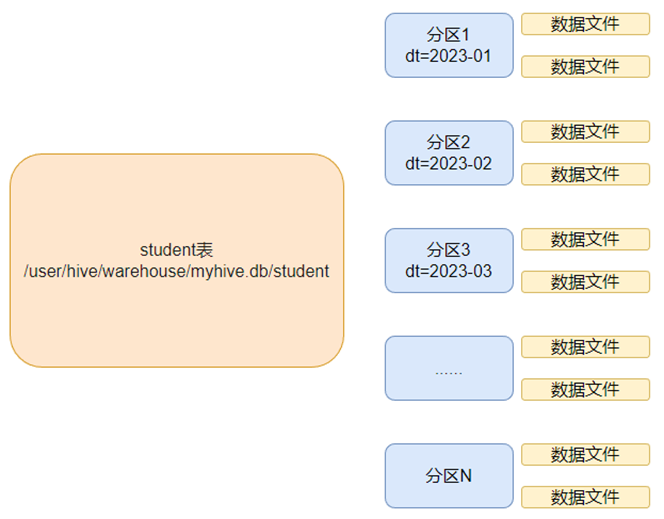 student表
/user/hive/warehouse/myhive.db/student
分区1
dt=2023-01
数据文件
数据文件
分区2
dt=2023-02
数据文件
数据文件
分区3
dt=2023-03
数据文件
数据文件
......
数据文件
数据文件
分区N
数据文件
数据文件